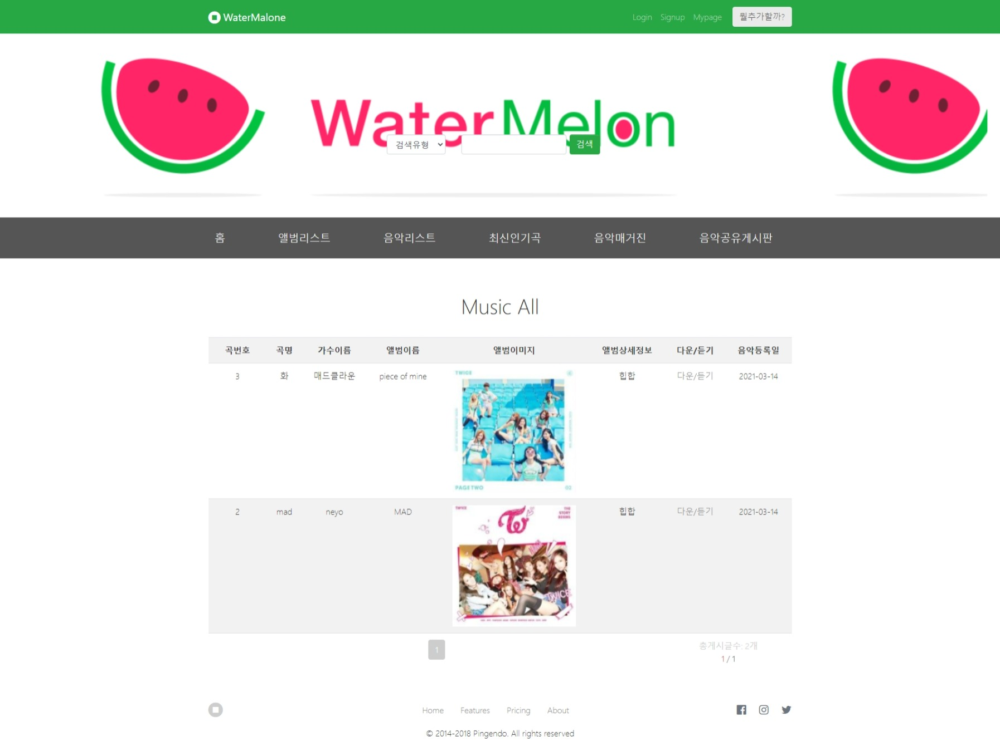 WaterMalone
Login Signup Mypage 뭘추가할까?
WaterMelon
검색유형 검색
홈 앨범리스트 음악리스트 최신인기곡 음악매거진 음악공유게시판
Music All
곡번호 곡명 가수이름 앨범이름 앨범이미지 앨범상세정보 다운/듣기 음악등록일
3 화 매드클라운 piece of mine 힙합 다운/듣기 2021-03-14
TWICE
PAGE TWO 02
2 mad neyo MAD 힙합 다운/듣기 2021-03-14
TWICE THE
STORY
BEGINS
TWICE
1 총게시글수: 2개
1 / 1
Home Features Pricing About
© 2014-2018 Pingendo. All rights reserved